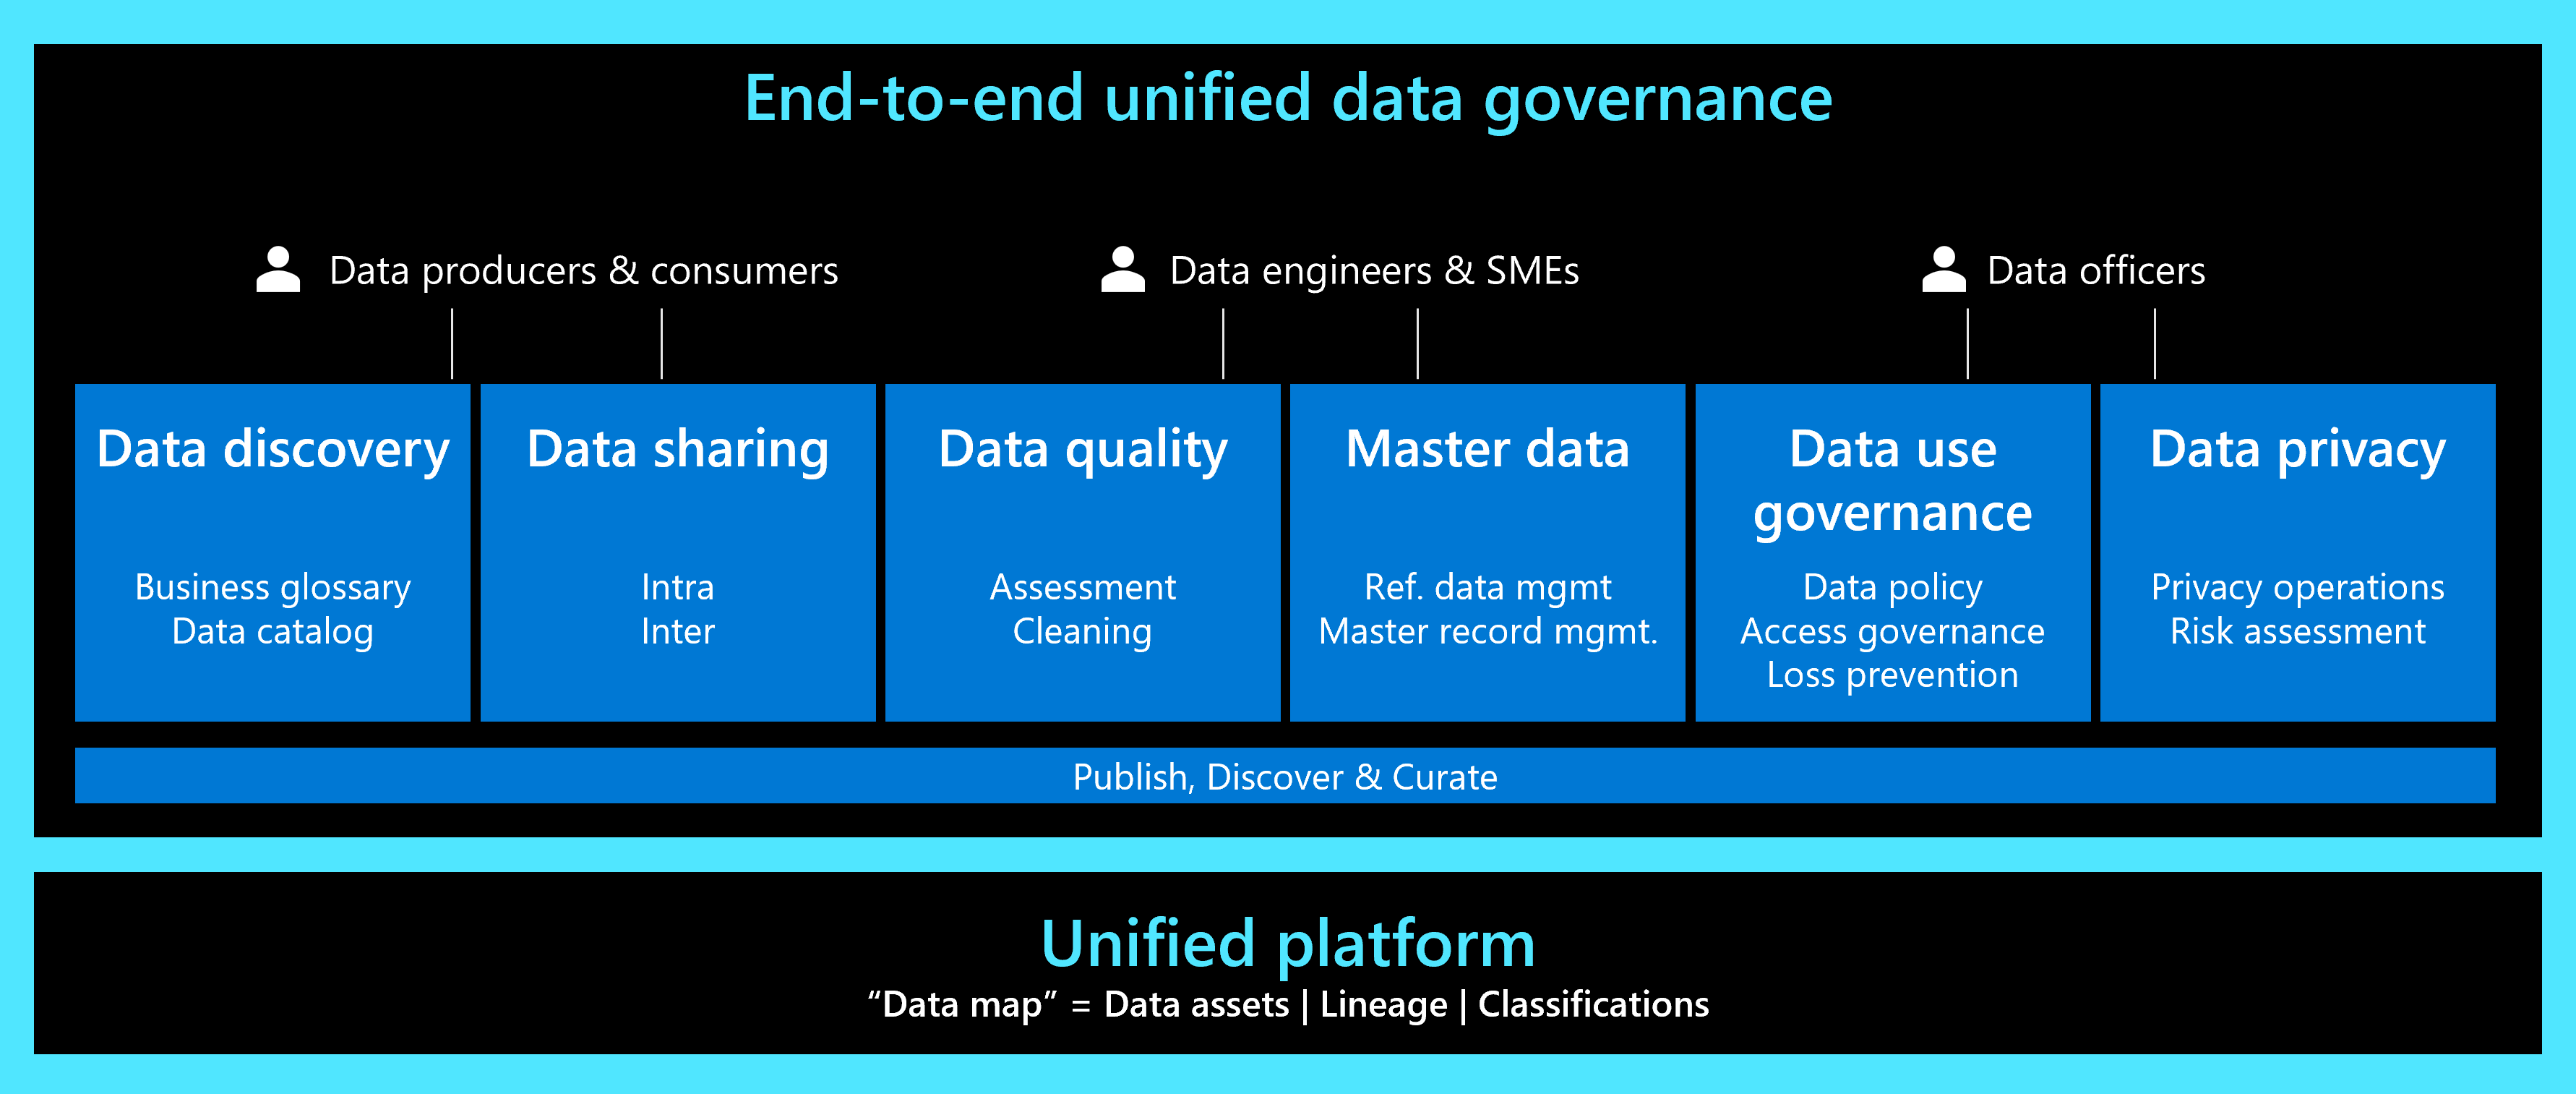 End-to-end unified data governance
Data producers & consumers
Data engineers & SMEs
Data officers
Data discovery
Business glossary
Data catalog
Data sharing
Intra
Inter
Data quality
Assessment
Cleaning
Master data
Ref. data mgmt
Master record mgmt.
Data use
governance
Data policy
Access governance
Loss prevention
Data privacy
Privacy operations
Risk assessment
Publish, Discover & Curate
Unified platform
“Data map” = Data assets | Lineage | Classifications